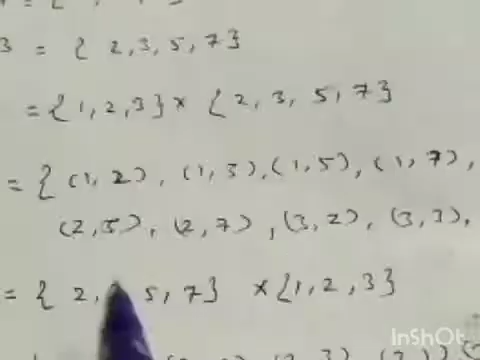 3 = { 2, 3, 5, 7 }
= { 1, 2, 3 } × { 2, 3, 5, 7 }
= { (1, 2), (1, 3), (1, 5), (1, 7),
(2, 5), (2, 7), (3, 2), (3, 3),
= { 2, 5, 7 } × { 1, 2, 3 }
InShOt